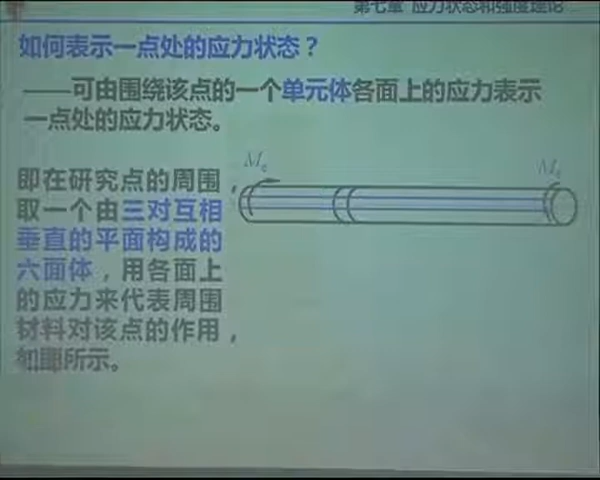 第七章 应力状态和强度理论
如何表示一点处的应力状态？
——可由围绕该点的一个单元体各面上的应力表示
一点处的应力状态。
Me
Me
即在研究点的周围，
取一个由三对互相
垂直的平面构成的
六面体，用各面上
的应力来代表周围
材料对该点的作用，
如图所示。